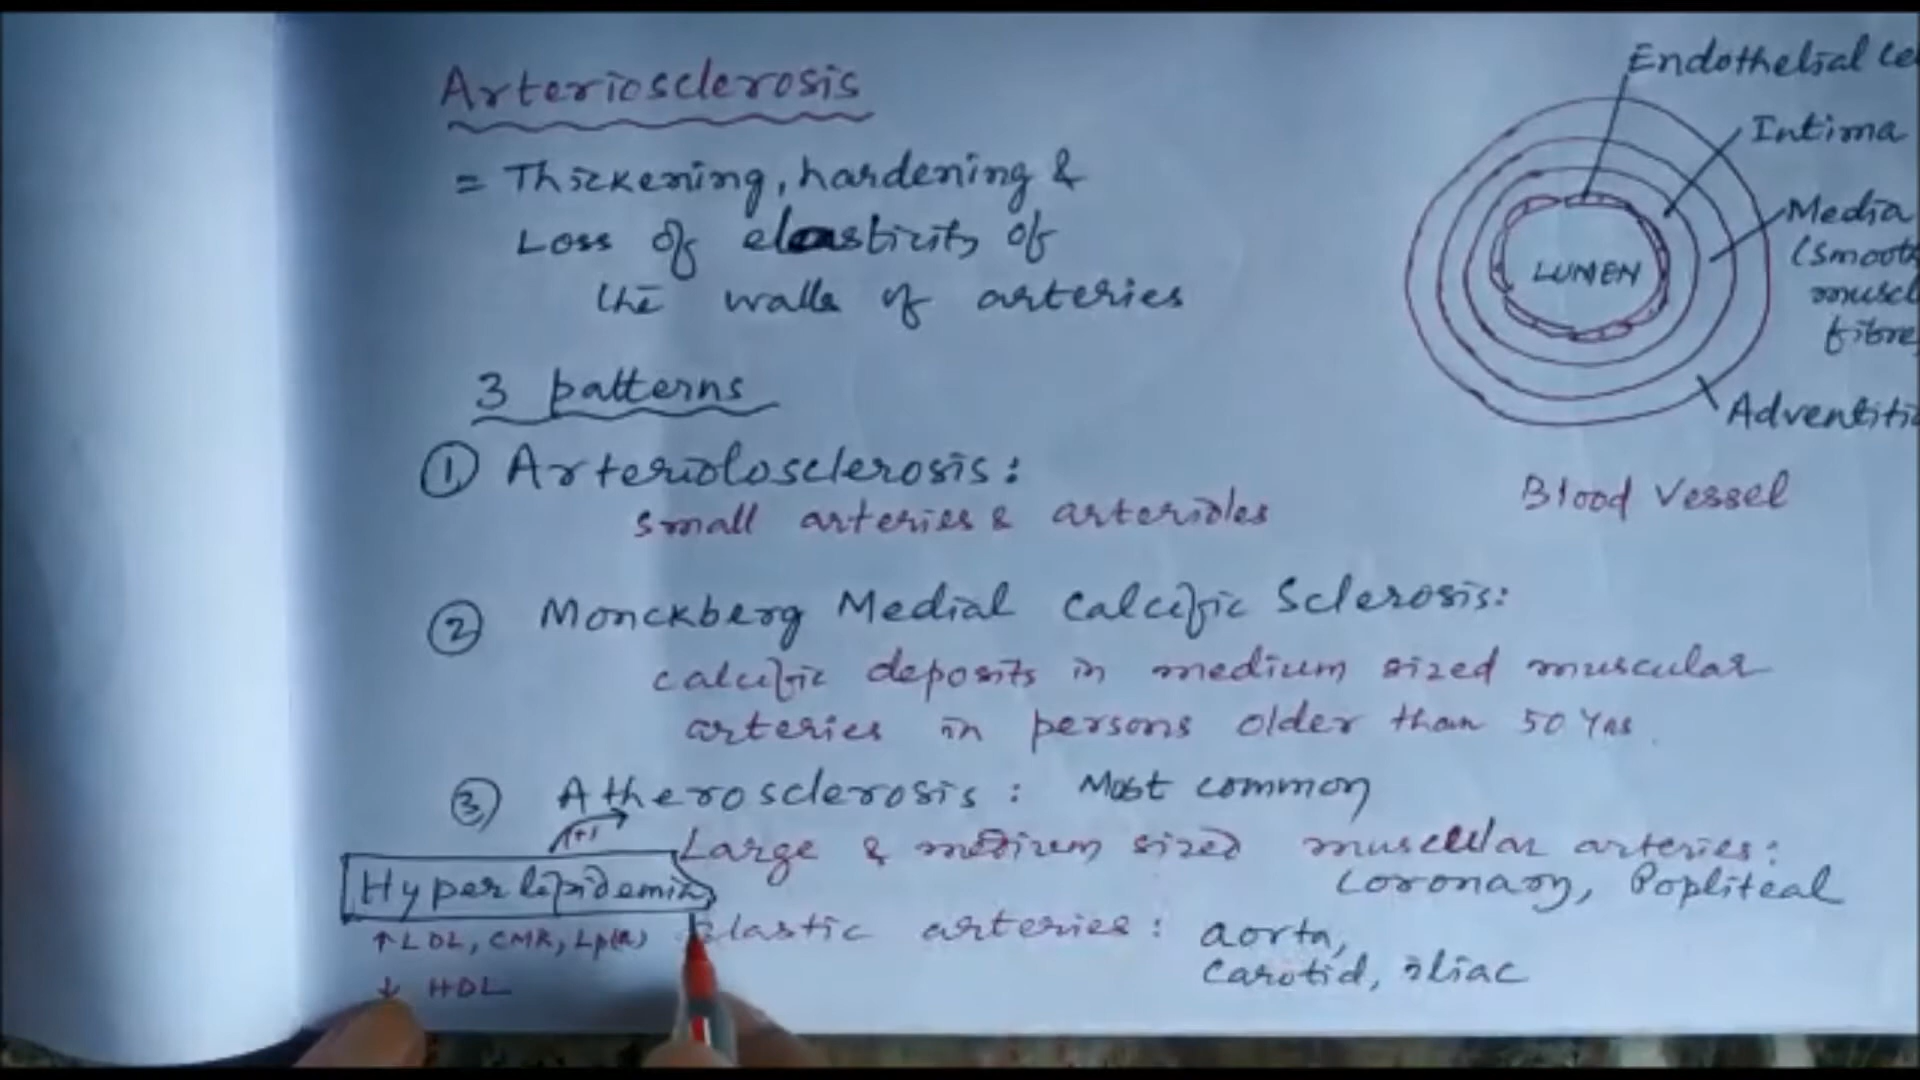 Arteriosclerosis
= Thickening, hardening &
Loss of elasticity of
the walls of arteries
3 patterns
① Arteriolosclerosis:
small arteries & arterioles
② Monckberg Medial Calcific Sclerosis:
calcific deposits in medium sized muscular
arteries in persons older than 50 Yrs.
③ Atherosclerosis: Most common
(+)
Large & medium sized muscular arteries:
Coronary, Popliteal
Hyperlipidemia
↑ LDL, CMR, Lp(a)
↓ HDL
Elastic arteries: aorta,
Carotid, iliac
Endothelial ce
Intima
Media
(Smooth
muscl
fibre
Adventiti
LUMEN
Blood Vessel